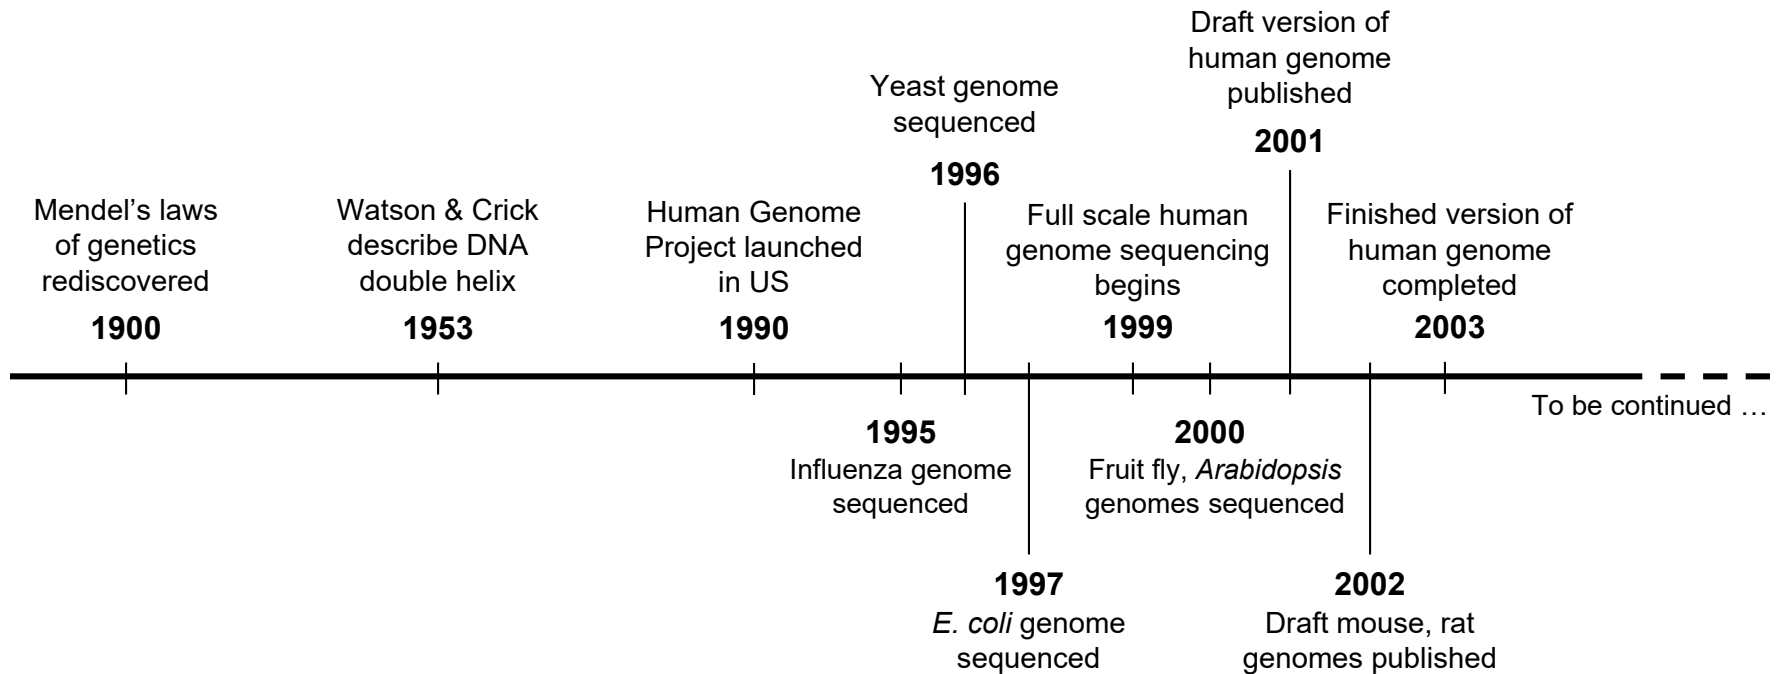 Mendel’s laws
of genetics
rediscovered
1900
Watson & Crick
describe DNA
double helix
1953
Human Genome
Project launched
in US
1990
Influenza genome
sequenced
1995
Yeast genome
sequenced
1996
1997
E. coli genome
sequenced
Full scale human
genome sequencing
begins
1999
2000
Fruit fly, Arabidopsis
genomes sequenced
Draft version of
human genome
published
2001
2002
Draft mouse, rat
genomes published
Finished version of
human genome
completed
2003
To be continued …